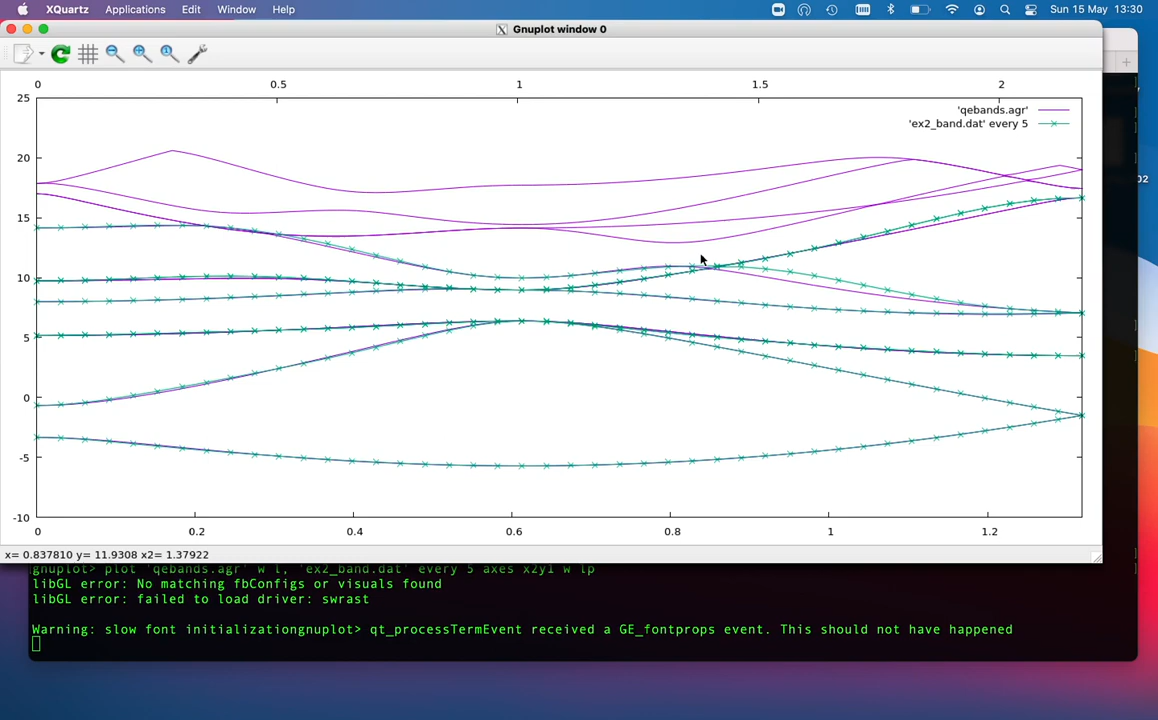 XQuartz Applications Edit Window Help Sun 15 May 13:30
Gnuplot window 0
0 0.5 1 1.5 2
25
20
15
10
5
0
-5
-10
'qebands.agr'
'ex2_band.dat' every 5
0 0.2 0.4 0.6 0.8 1 1.2
x= 0.837810 y= 11.9308 x2= 1.37922
02
gnuplot> plot 'qebands.agr' w l, 'ex2_band.dat' every 5 axes x2y1 w lp
libGL error: No matching fbConfigs or visuals found
libGL error: failed to load driver: swrast
Warning: slow font initializationgnuplot> qt_processTermEvent received a GE_fontprops event. This should not have happened